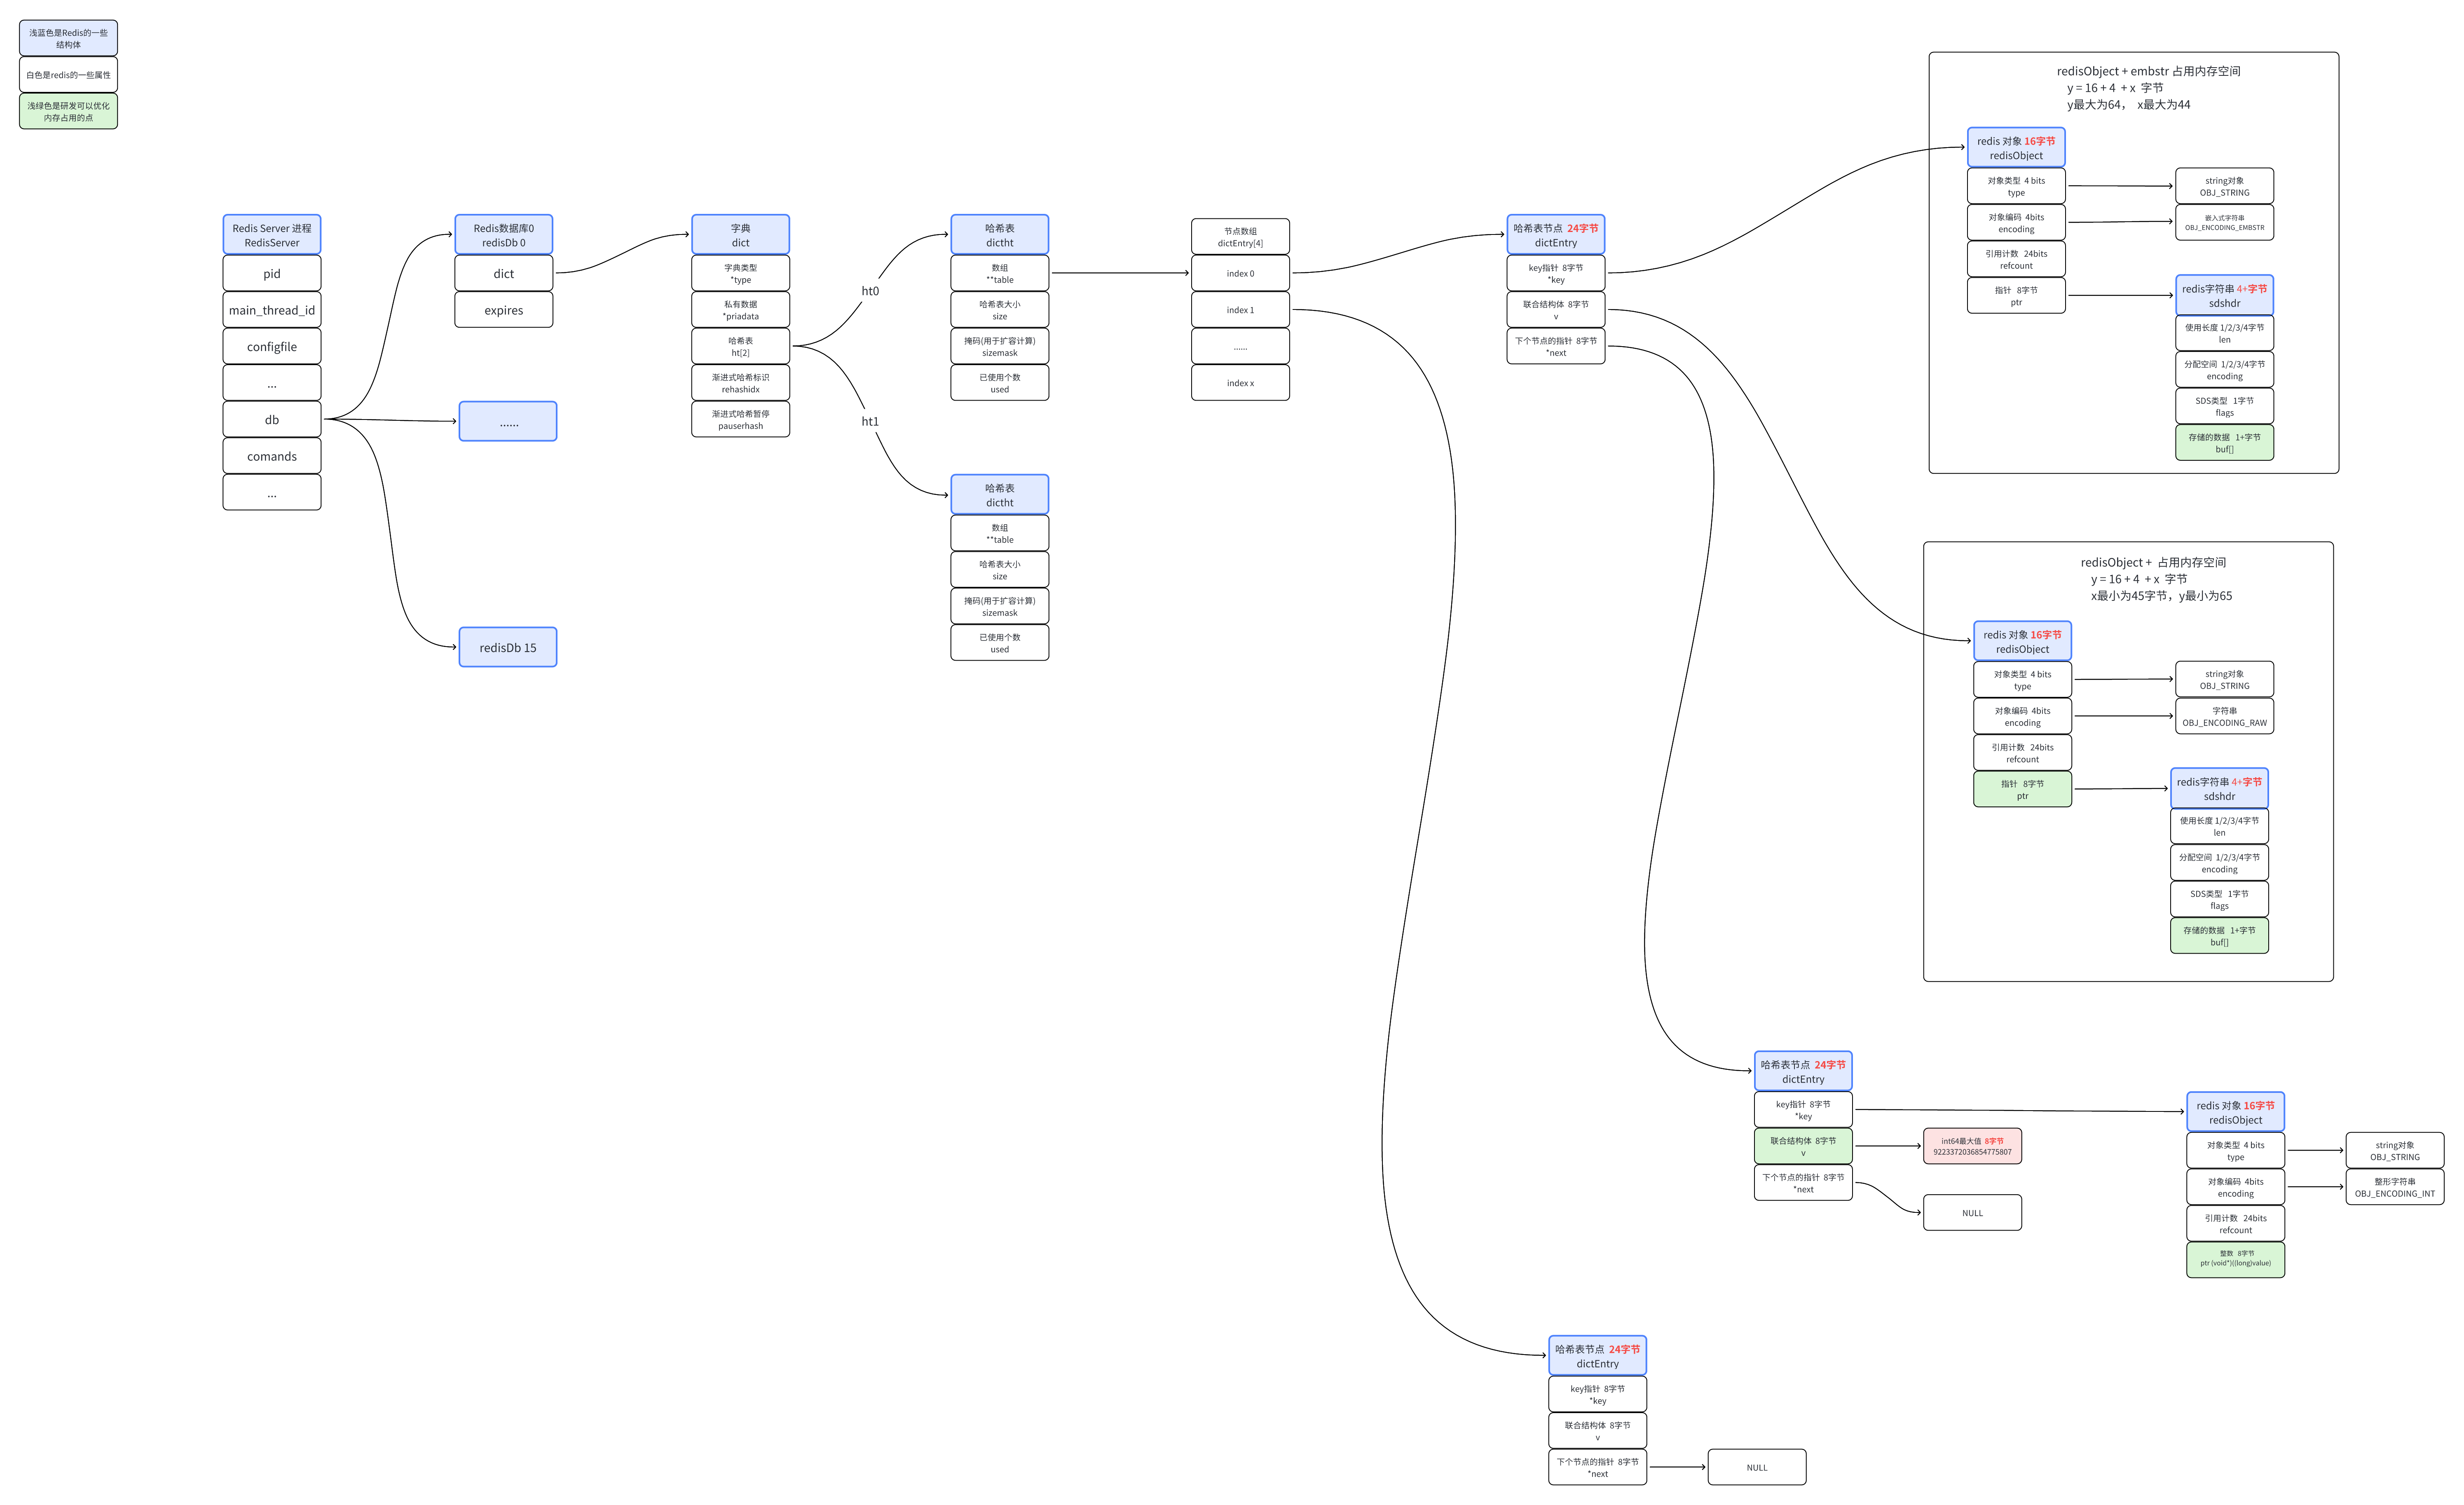 浅蓝色是Redis的一些
结构体
白色是redis的一些属性
浅绿色是研发可以优化
内存占用的点
Redis Server 进程
RedisServer
pid
main_thread_id
configfile
...
db
comands
...
Redis数据库0
redisDb 0
dict
expires
......
redisDb 15
字典
dict
字典类型
*type
私有数据
*priadata
哈希表
ht[2]
渐进式哈希标识
rehashidx
渐进式哈希暂停
pauserhash
ht0
ht1
哈希表
dictht
数组
**table
哈希表大小
size
掩码(用于扩容计算)
sizemask
已使用个数
used
哈希表
dictht
数组
**table
哈希表大小
size
掩码(用于扩容计算)
sizemask
已使用个数
used
节点数组
dictEntry[4]
index 0
index 1
......
index x
哈希表节点 24字节
dictEntry
key指针 8字节
*key
联合结构体 8字节
v
下个节点的指针 8字节
*next
redisObject + embstr 占用内存空间
y = 16 + 4 + x 字节
y最大为64， x最大为44
redis 对象 16字节
redisObject
对象类型 4 bits
type
对象编码 4bits
encoding
引用计数 24bits
refcount
指针 8字节
ptr
string对象
OBJ_STRING
嵌入式字符串
OBJ_ENCODING_EMBSTR
redis字符串 4+字节
sdshdr
使用长度 1/2/3/4字节
len
分配空间 1/2/3/4字节
encoding
SDS类型 1字节
flags
存储的数据 1+字节
buf[]
redisObject + 占用内存空间
y = 16 + 4 + x 字节
x最小为45字节，y最小为65
redis 对象 16字节
redisObject
对象类型 4 bits
type
对象编码 4bits
encoding
引用计数 24bits
refcount
指针 8字节
ptr
string对象
OBJ_STRING
字符串
OBJ_ENCODING_RAW
redis字符串 4+字节
sdshdr
使用长度 1/2/3/4字节
len
分配空间 1/2/3/4字节
encoding
SDS类型 1字节
flags
存储的数据 1+字节
buf[]
哈希表节点 24字节
dictEntry
key指针 8字节
*key
联合结构体 8字节
v
下个节点的指针 8字节
*next
int64最大值 8字节
9223372036854775807
NULL
redis 对象 16字节
redisObject
对象类型 4 bits
type
对象编码 4bits
encoding
引用计数 24bits
refcount
整数 8字节
ptr (void*)((long)value)
string对象
OBJ_STRING
整形字符串
OBJ_ENCODING_INT
哈希表节点 24字节
dictEntry
key指针 8字节
*key
联合结构体 8字节
v
下个节点的指针 8字节
*next
NULL